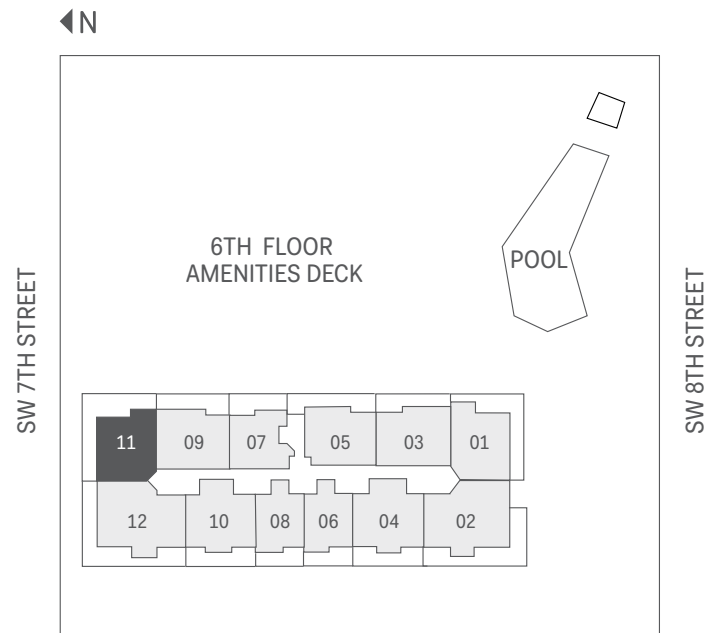 N
6TH FLOOR
AMENITIES DECK
POOL
SW 7TH STREET
SW 8TH STREET
11
09
07
05
03
01
12
10
08
06
04
02